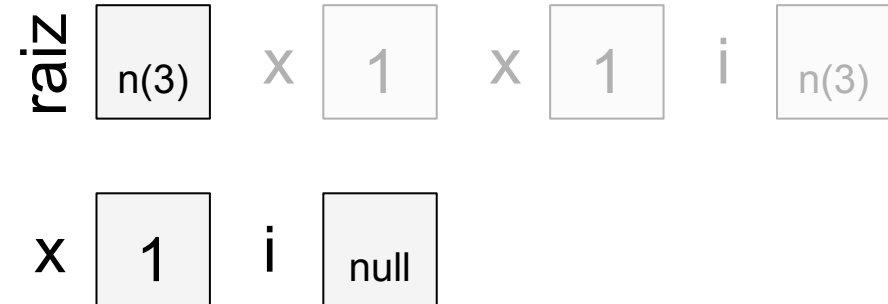 raiz n(3) x 1 x 1 i n(3)
x 1 i null